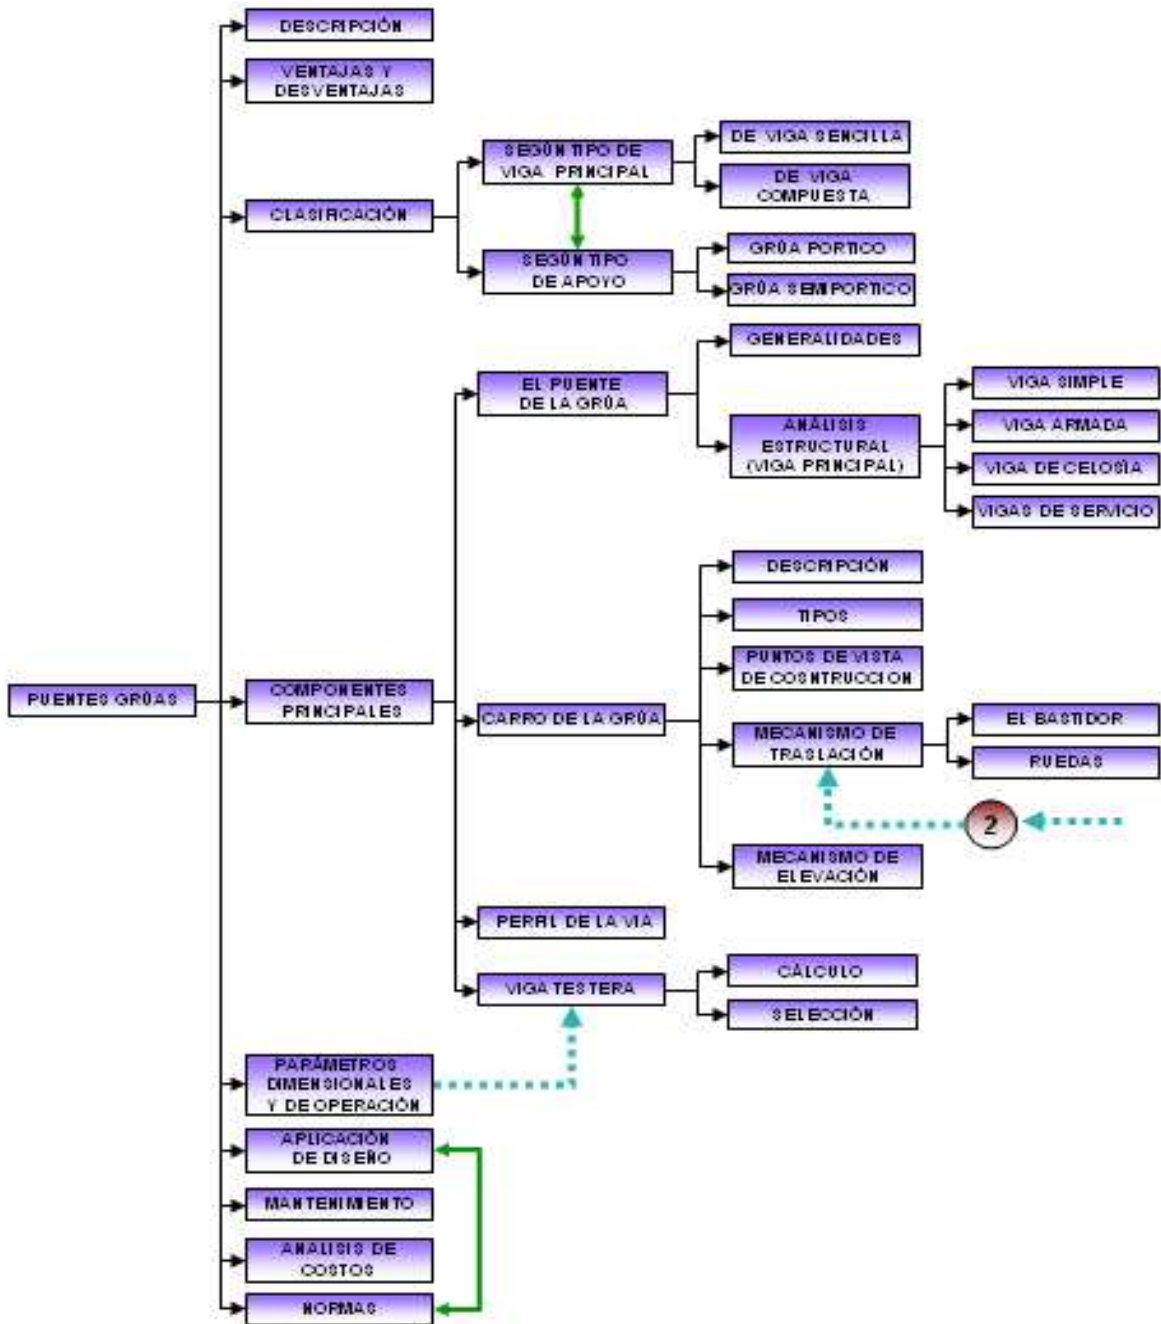 DESCRIPCIÓN
VENTAJAS Y
DESVENTAJAS
SEGÚN TIPO DE
VIGA PRINCIPAL
DE VIGA SENCILLA
DE VIGA
COMPUESTA
CLASIFICACIÓN
SEGÚN TIPO
DE APOYO
GRÚA PORTICO
GRÚA SEMIPORTICO
GENERALIDADES
EL PUENTE
DE LA GRÚA
ANÁLISIS
ESTRUCTURAL
(VIGA PRINCIPAL)
VIGA SIMPLE
VIGA ARMADA
VIGA DE CELOSÌA
VIGAS DE SERVICIO
DESCRIPCIÓN
TIPOS
PUNTOS DE VISTA
DE COSNTRUCCION
PUENTES GRÚAS
COMPONENTES
PRINCIPALES
CARRO DE LA GRÚA
MECANISMO DE
TRASLACIÓN
EL BASTIDOR
RUEDAS
2
MECANISMO DE
ELEVACIÓN
PERFIL DE LA VIA
VIGA TESTERA
CÁLCULO
SELECCIÓN
PARÁMETROS
DIMENSIONALES
Y DE OPERACIÓN
APLICACIÓN
DE DISEÑO
MANTENIMIENTO
ANALISIS DE
COSTOS
NORMAS